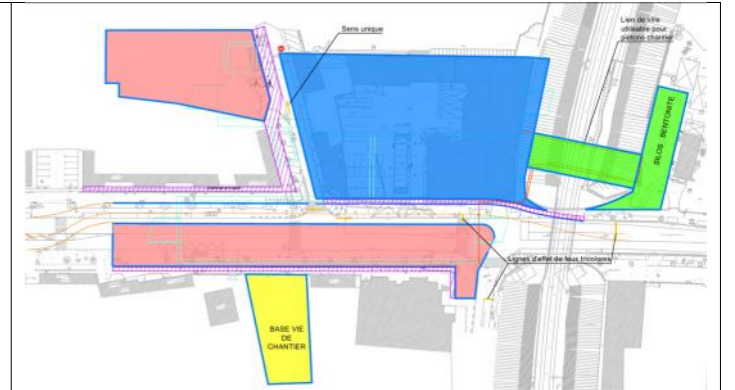 Sens unique
Lien de ville
utilisable pour
piétons chantier
SILOS BENTONITE
Lignes d'effet de feux tricolores
BASE VIE
DE
CHANTIER